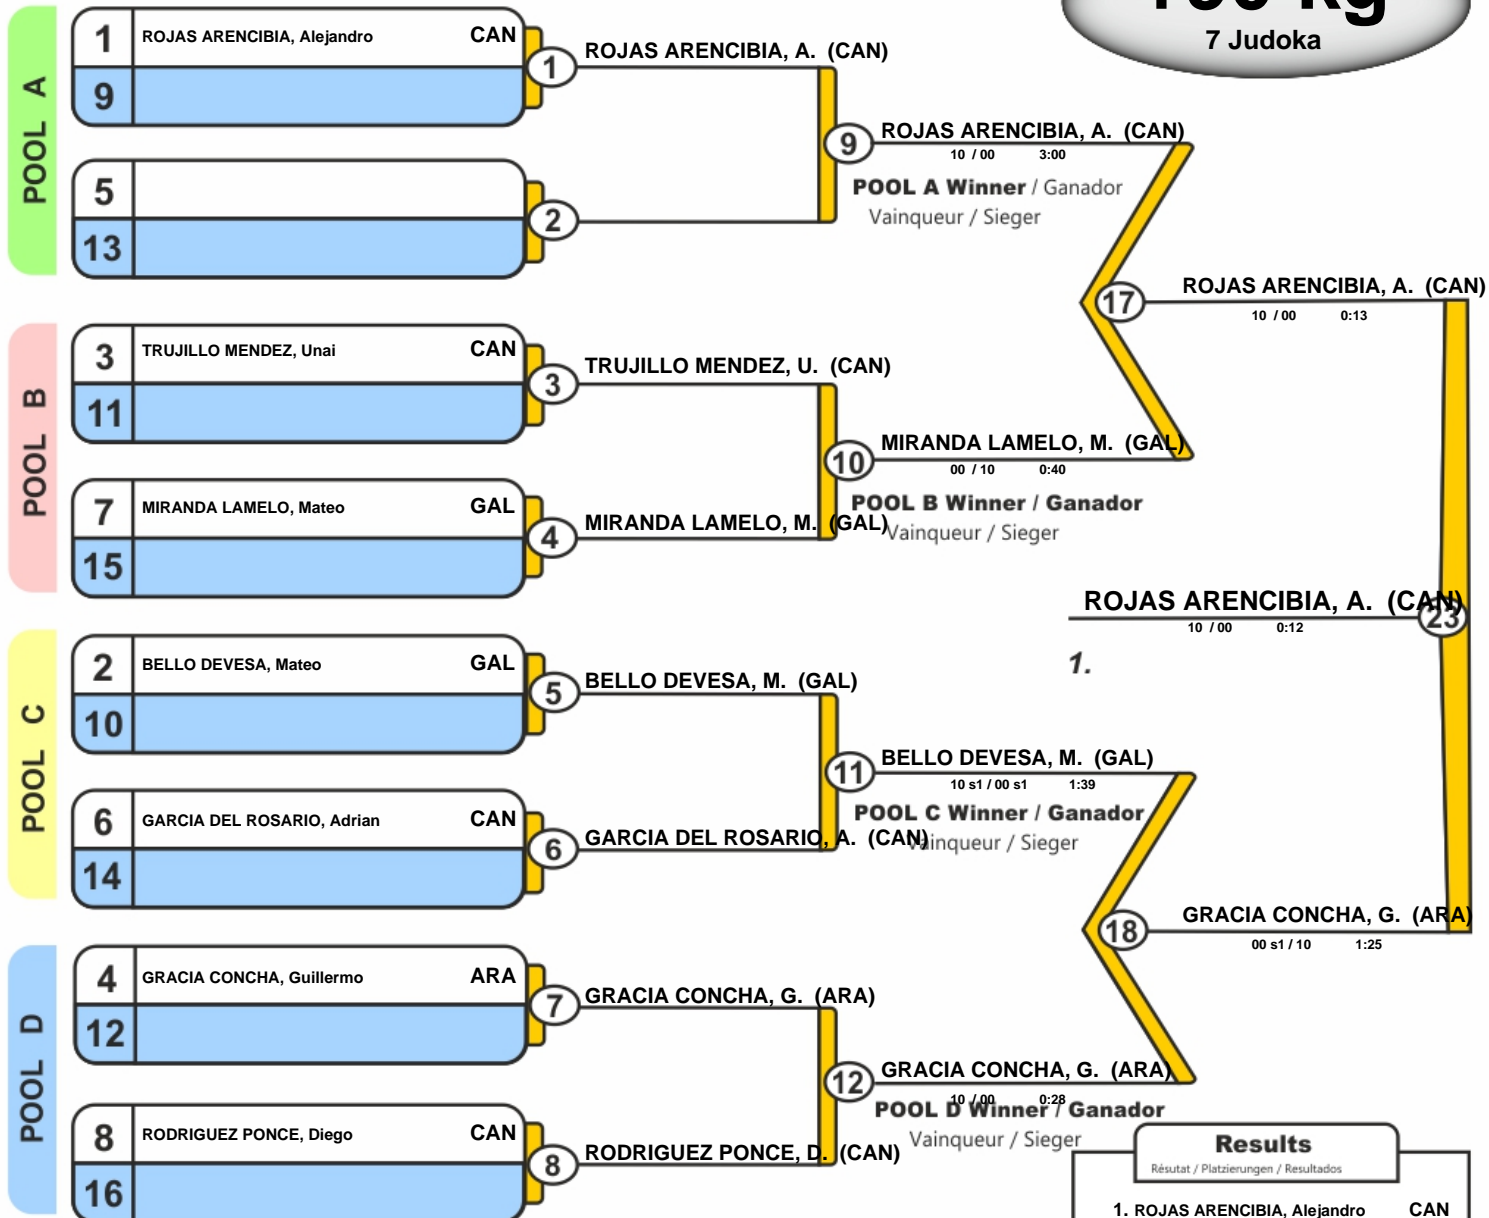 7 Judoka
POOL A
1 ROJAS ARENCIBIA, Alejandro CAN
9
1
ROJAS ARENCIBIA, A. (CAN)
5
13
2
9
ROJAS ARENCIBIA, A. (CAN)
10 / 00 3:00
POOL A Winner / Ganador
Vainqueur / Sieger
17
ROJAS ARENCIBIA, A. (CAN)
10 / 00 0:13
POOL B
3 TRUJILLO MENDEZ, Unai CAN
11
3
TRUJILLO MENDEZ, U. (CAN)
7 MIRANDA LAMELO, Mateo GAL
15
4
MIRANDA LAMELO, M. (GAL)
10
MIRANDA LAMELO, M. (GAL)
00 / 10 0:40
POOL B Winner / Ganador
Vainqueur / Sieger
ROJAS ARENCIBIA, A. (CAN)
23
10 / 00 0:12
1.
POOL C
2 BELLO DEVESA, Mateo GAL
10
5
BELLO DEVESA, M. (GAL)
6 GARCIA DEL ROSARIO, Adrian CAN
14
6
GARCIA DEL ROSARIO, A. (CAN)
11
BELLO DEVESA, M. (GAL)
10 s1 / 00 s1 1:39
POOL C Winner / Ganador
Vainqueur / Sieger
18
GRACIA CONCHA, G. (ARA)
00 s1 / 10 1:25
POOL D
4 GRACIA CONCHA, Guillermo ARA
12
7
GRACIA CONCHA, G. (ARA)
8 RODRIGUEZ PONCE, Diego CAN
16
8
RODRIGUEZ PONCE, D. (CAN)
12
GRACIA CONCHA, G. (ARA)
10 / 00 0:28
POOL D Winner / Ganador
Vainqueur / Sieger
Results
Résutat / Platzierungen / Resultados
1. ROJAS ARENCIBIA, Alejandro CAN